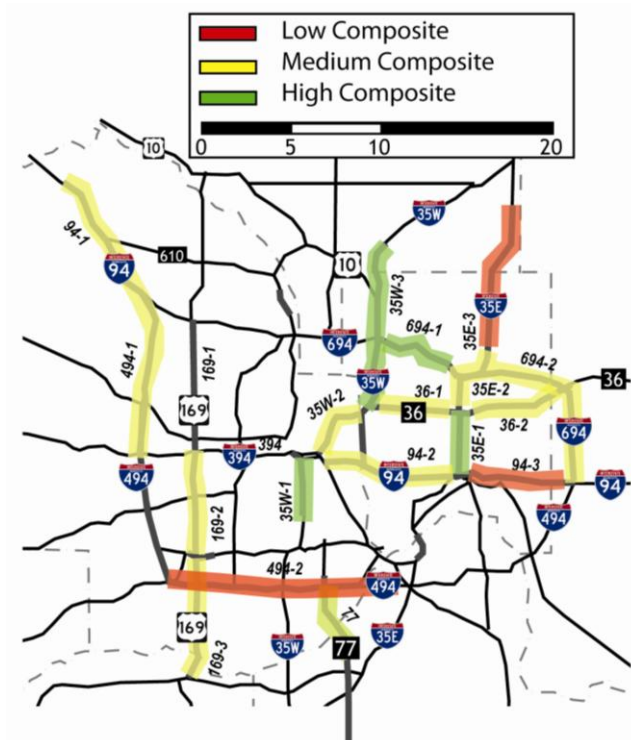 Low Composite
Medium Composite
High Composite
0 5 10 20
10
35W
94-1
610
94
10
35W-3
35E
694-1
35E-3
694
169-1
494-1
694-2
35W
36-1
35E-2
36
169
35W-2
36
36-2
394
394
35E-1
694
94-2
94-3
494
94
94
35W-1
169-2
494
494-2
494
169
77
35W
35E
77
169-3